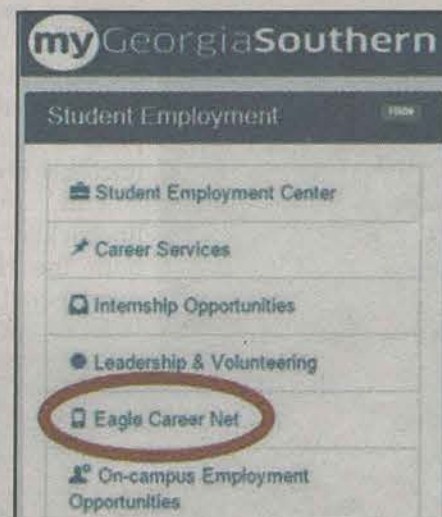 myGeorgiaSouthern
Student Employment
Hide
Student Employment Center
Career Services
Internship Opportunities
Leadership & Volunteering
Eagle Career Net
On-campus Employment
Opportunities